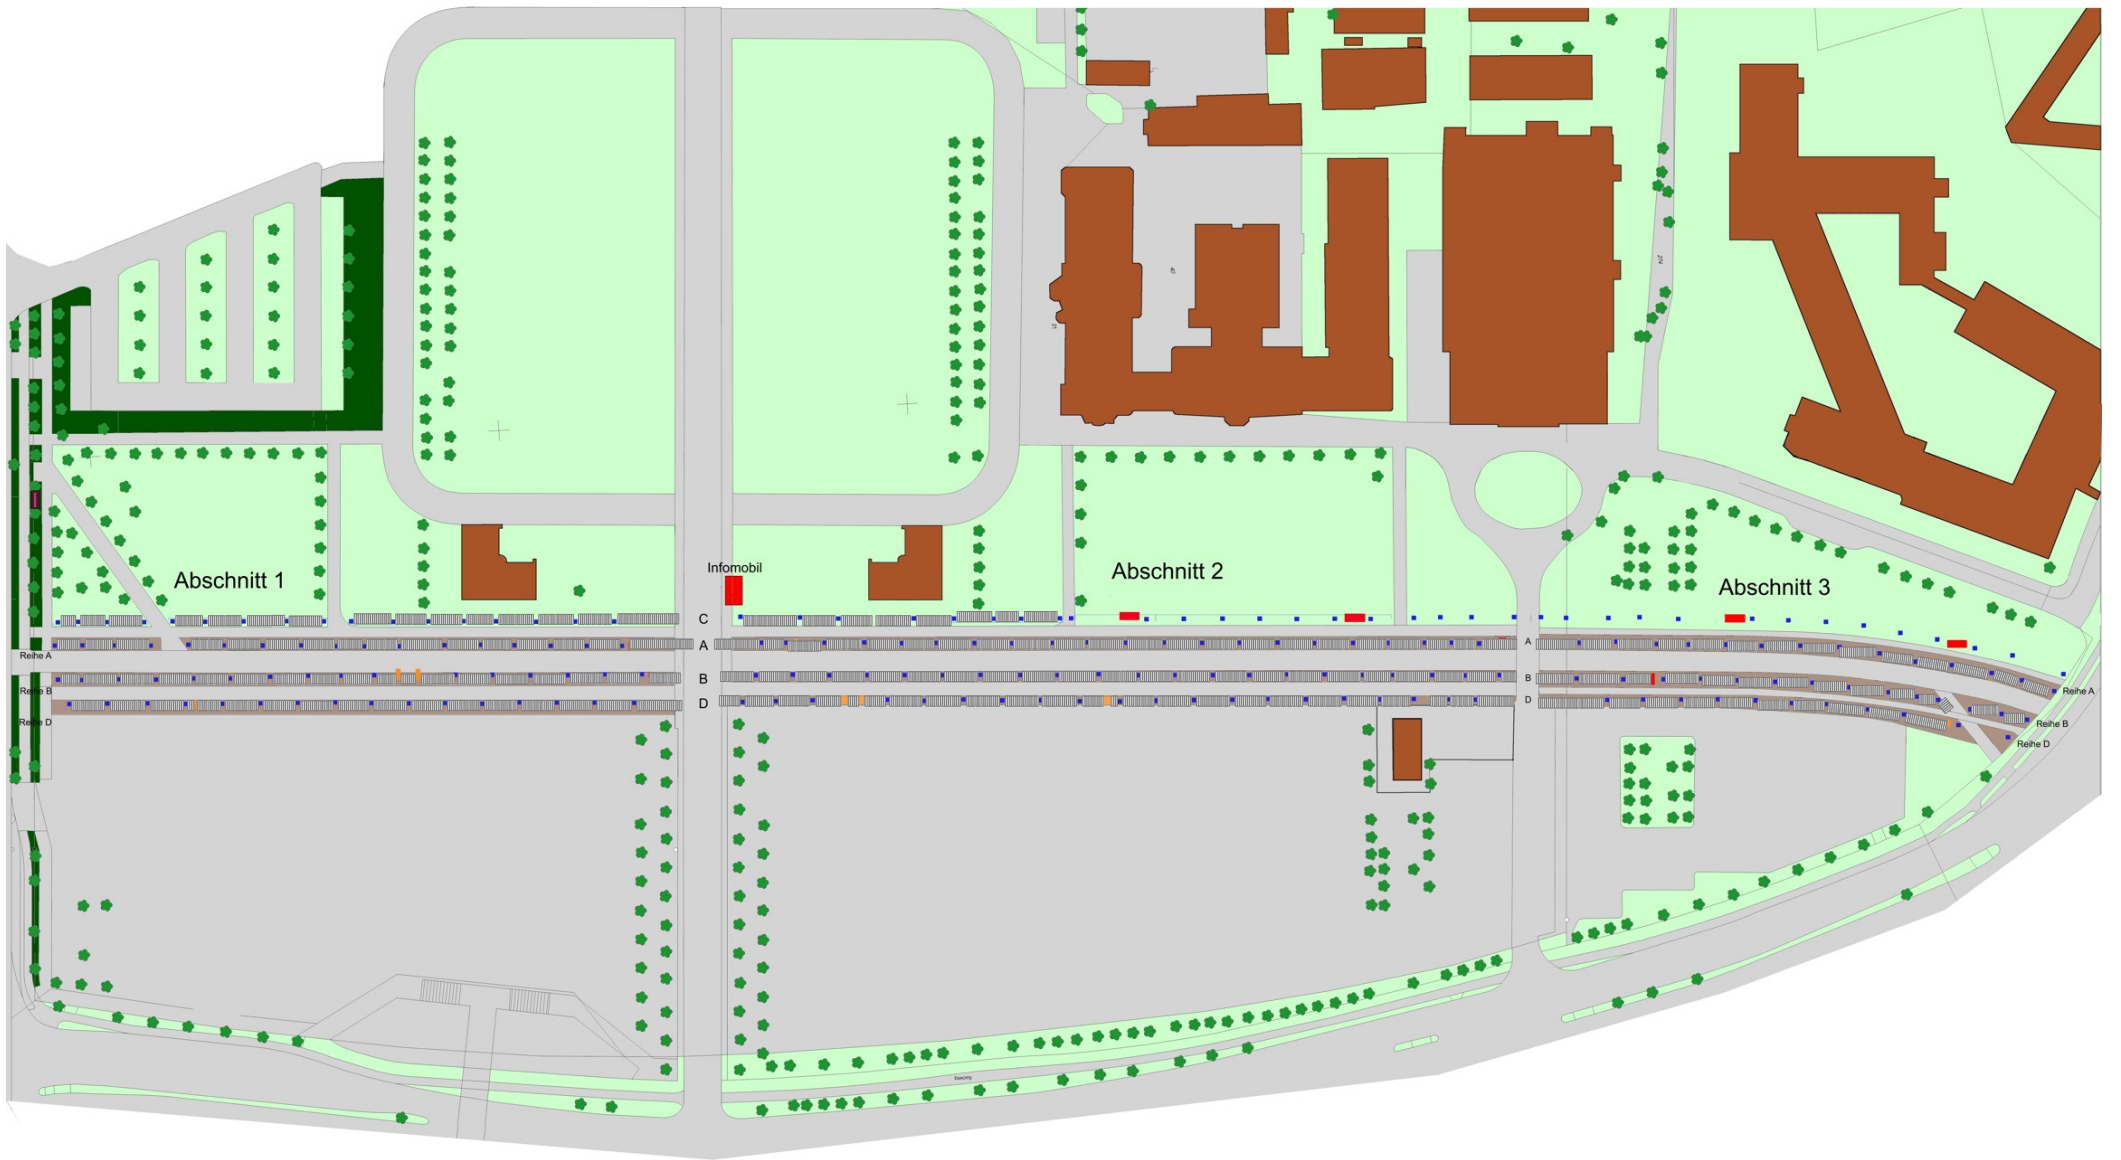 Abschnitt 1
Infomobil
Abschnitt 2
Abschnitt 3
C
A
A
Reihe A
B
B
Reihe A
Reihe B
D
D
Reihe B
Reihe D
Reihe D